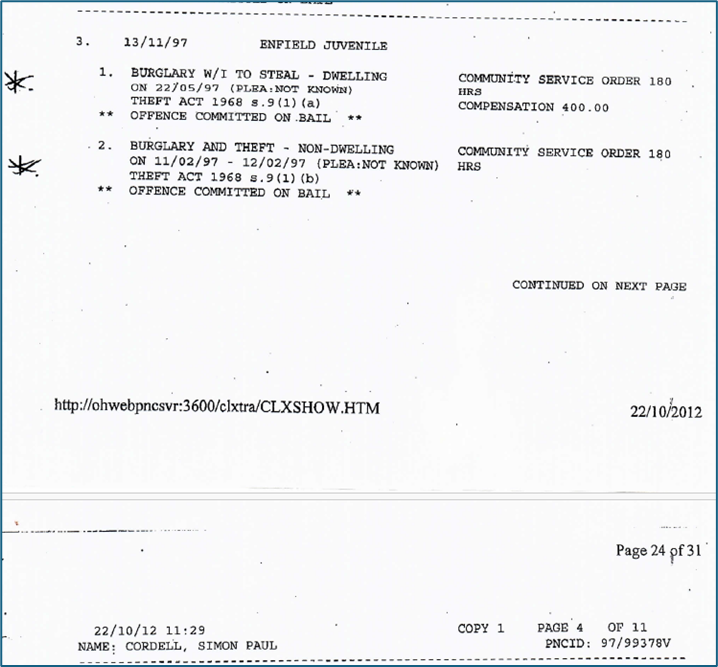 3. 13/11/97 ENFIELD JUVENILE
1. BURGLARY W/I TO STEAL - DWELLING COMMUNITY SERVICE ORDER 180
ON 22/05/97 (PLEA:NOT KNOWN) HRS
THEFT ACT 1968 s.9(1)(a) COMPENSATION 400.00
** OFFENCE COMMITTED ON BAIL **
2. BURGLARY AND THEFT - NON-DWELLING COMMUNITY SERVICE ORDER 180
ON 11/02/97 - 12/02/97 (PLEA:NOT KNOWN) HRS
THEFT ACT 1968 s.9(1)(b)
** OFFENCE COMMITTED ON BAIL **
CONTINUED ON NEXT PAGE
http://ohwebpncsvr:3600/clxtra/CLXSHOW.HTM 22/10/2012
Page 24 of 31
22/10/12 11:29 COPY 1 PAGE 4 OF 11
NAME: CORDELL, SIMON PAUL PNCID: 97/99378V